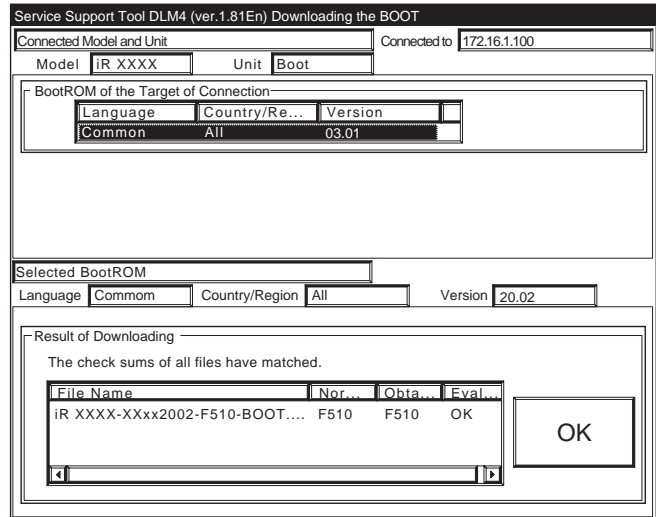 Service Support Tool DLM4 (ver.1.81En) Downloading the BOOT
Connected Model and Unit Connected to 172.16.1.100
Model iR XXXX Unit Boot
BootROM of the Target of Connection
Language Country/Re... Version
Common All 03.01
Selected BootROM
Language Commom Country/Region All Version 20.02
Result of Downloading
The check sums of all files have matched.
File Name Nor... Obta... Eval...
iR XXXX-XXxx2002-F510-BOOT.... F510 F510 OK
OK